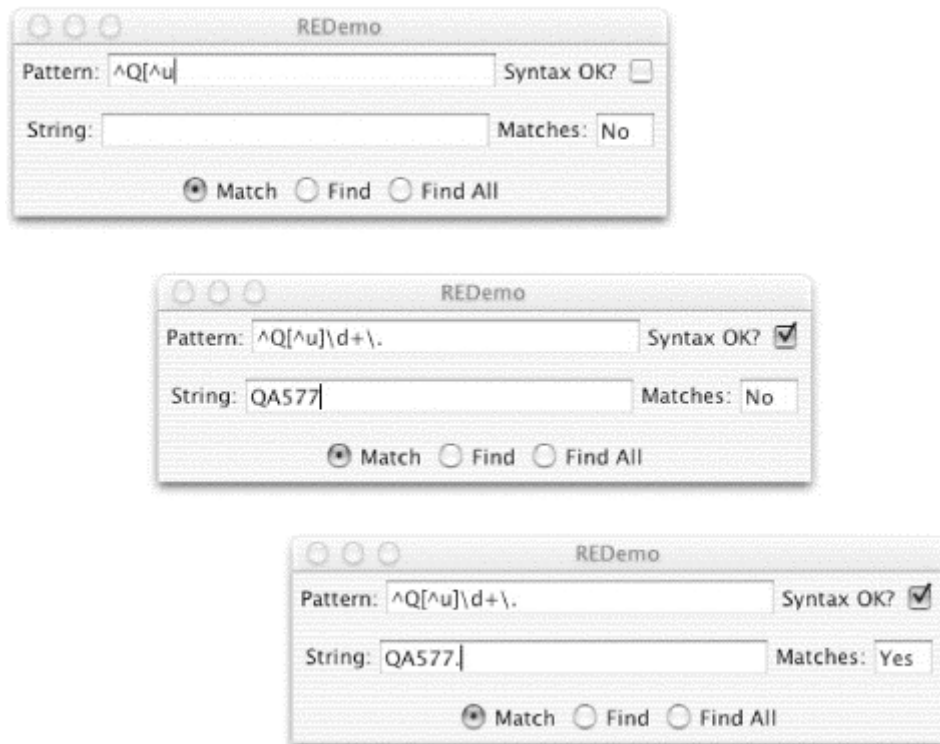 REDemo
Pattern: ^Q[^u Syntax OK?
String: Matches: No
Match Find Find All
REDemo
Pattern: ^Q[^u]\d+\. Syntax OK?
String: QA577 Matches: No
Match Find Find All
REDemo
Pattern: ^Q[^u]\d+\. Syntax OK?
String: QA577. Matches: Yes
Match Find Find All